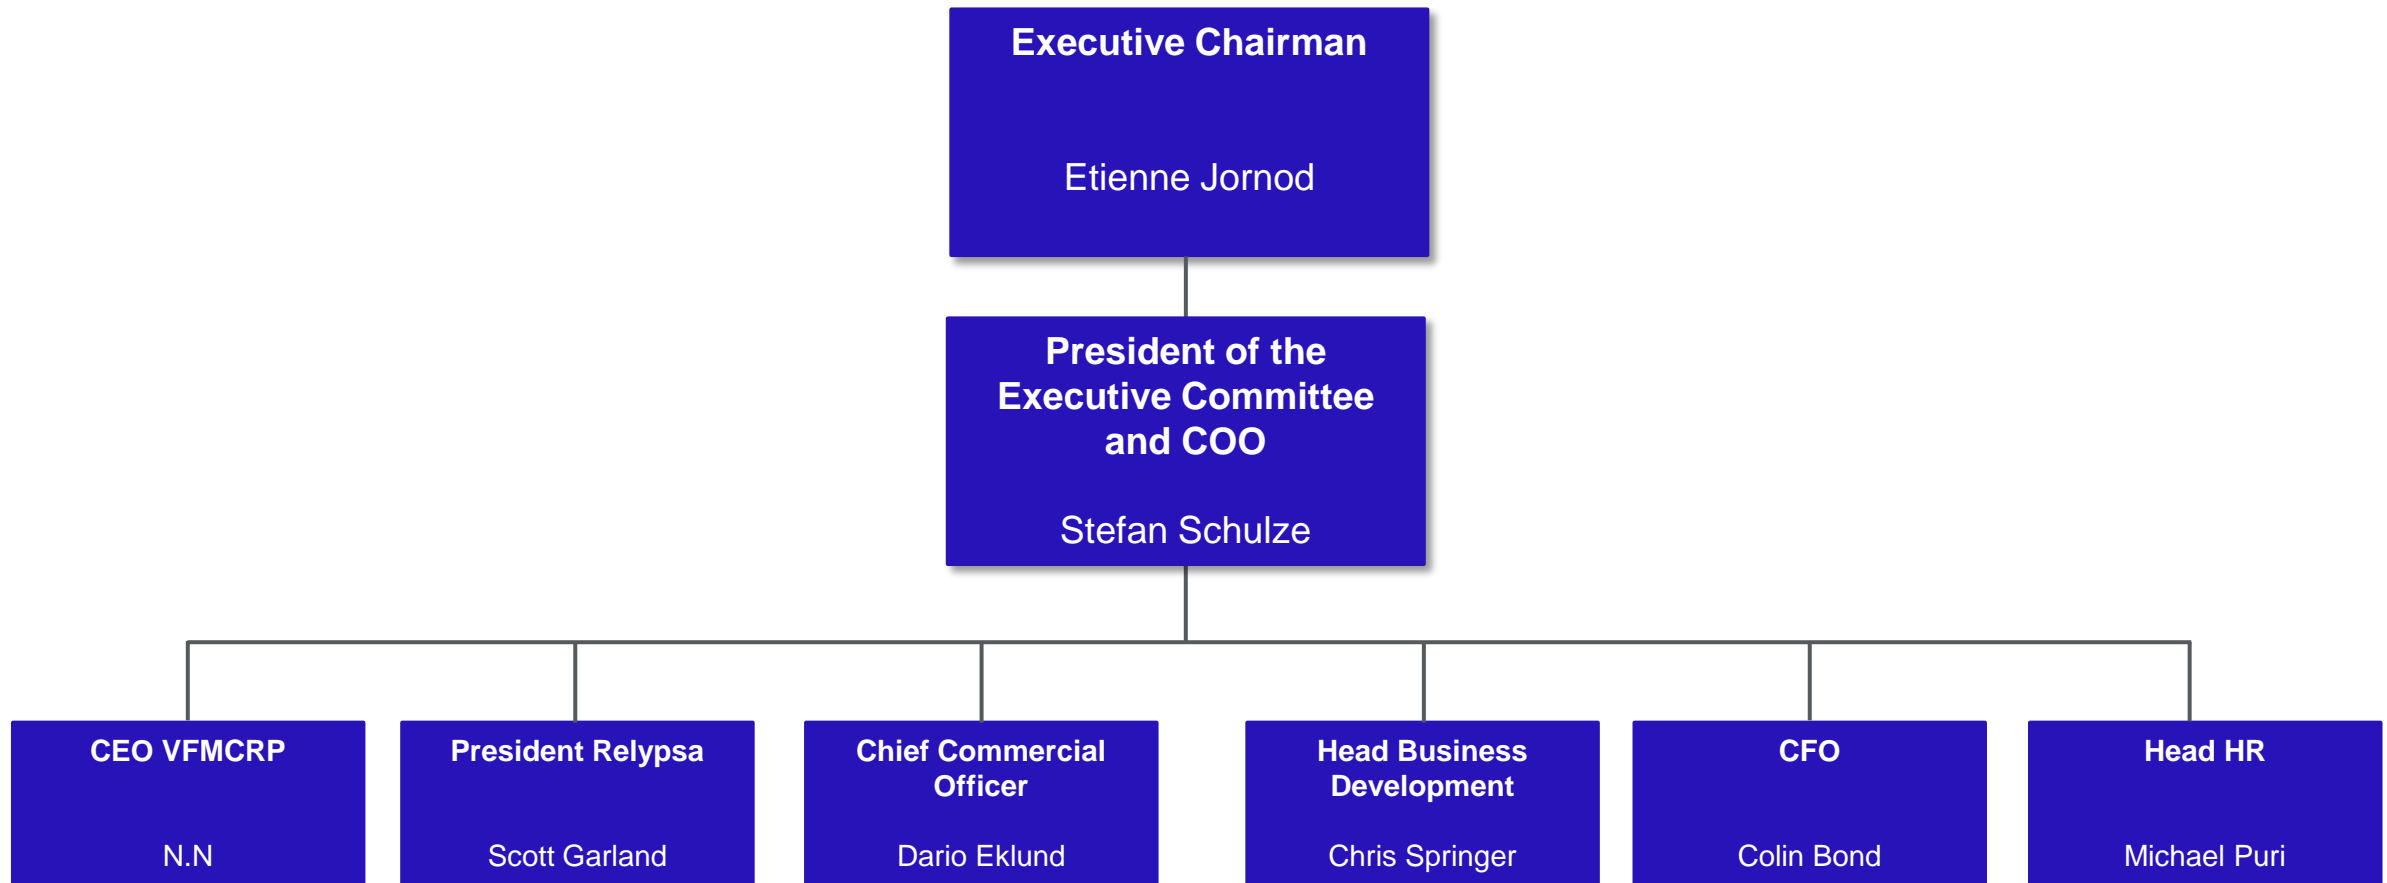 Executive Chairman
Etienne Jornod
President of the
Executive Committee
and COO
Stefan Schulze
CEO VFMCRP
N.N
President Relypsa
Scott Garland
Chief Commercial
Officer
Dario Eklund
Head Business
Development
Chris Springer
CFO
Colin Bond
Head HR
Michael Puri